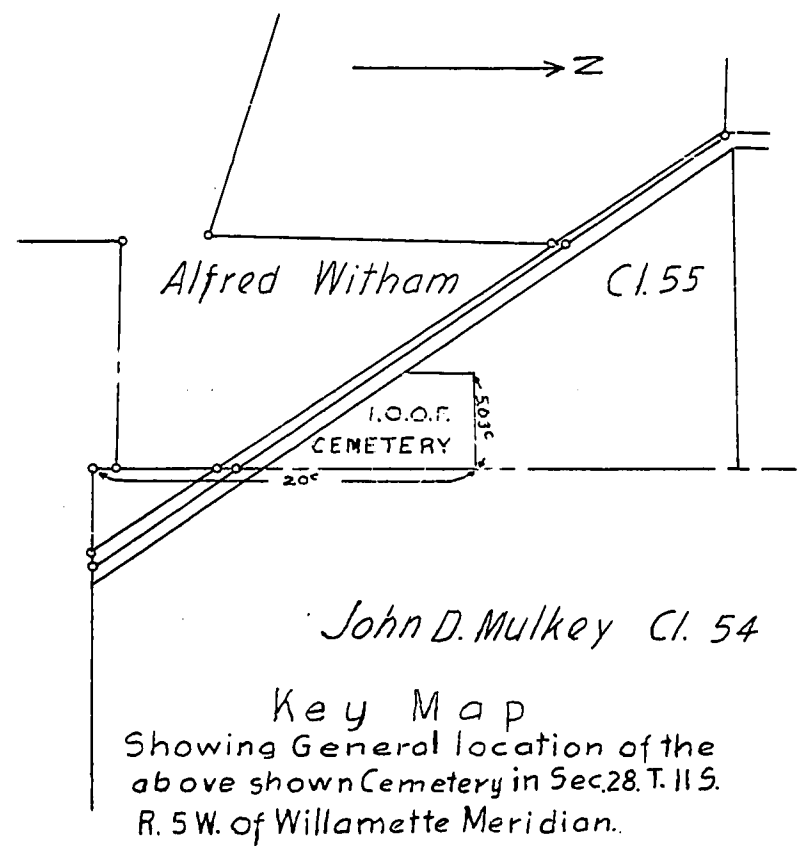 N
Alfred Witham Cl. 55
I.O.O.F.
CEMETERY
5.03c
20c
John D. Mulkey Cl. 54
Key Map
Showing General location of the
above shown Cemetery in Sec. 28. T. 11 S.
R. 5 W. of Willamette Meridian.